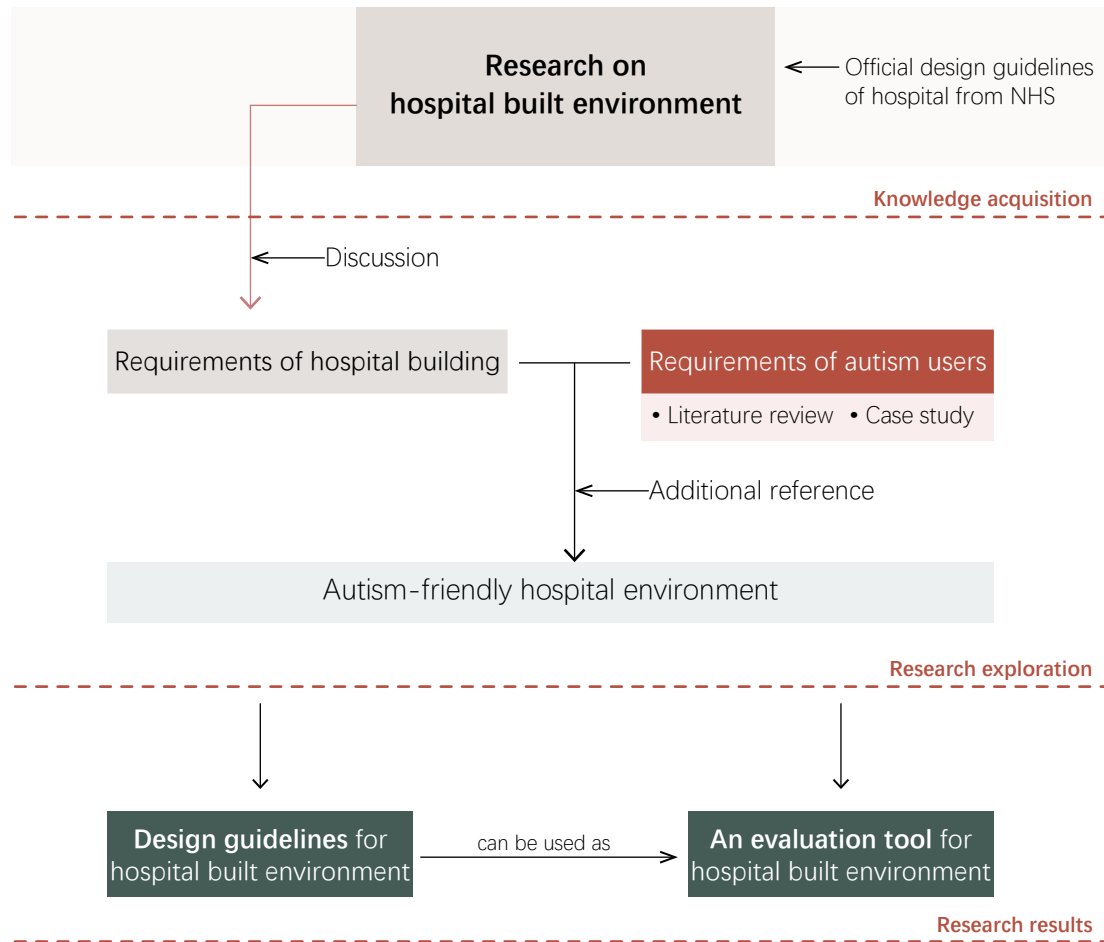 Research on
hospital built environment
Official design guidelines
of hospital from NHS
Knowledge acquisition
Discussion
Requirements of hospital building
Requirements of autism users
• Literature review • Case study
Additional reference
Autism-friendly hospital environment
Research exploration
Design guidelines for
hospital built environment
can be used as
An evaluation tool for
hospital built environment
Research results